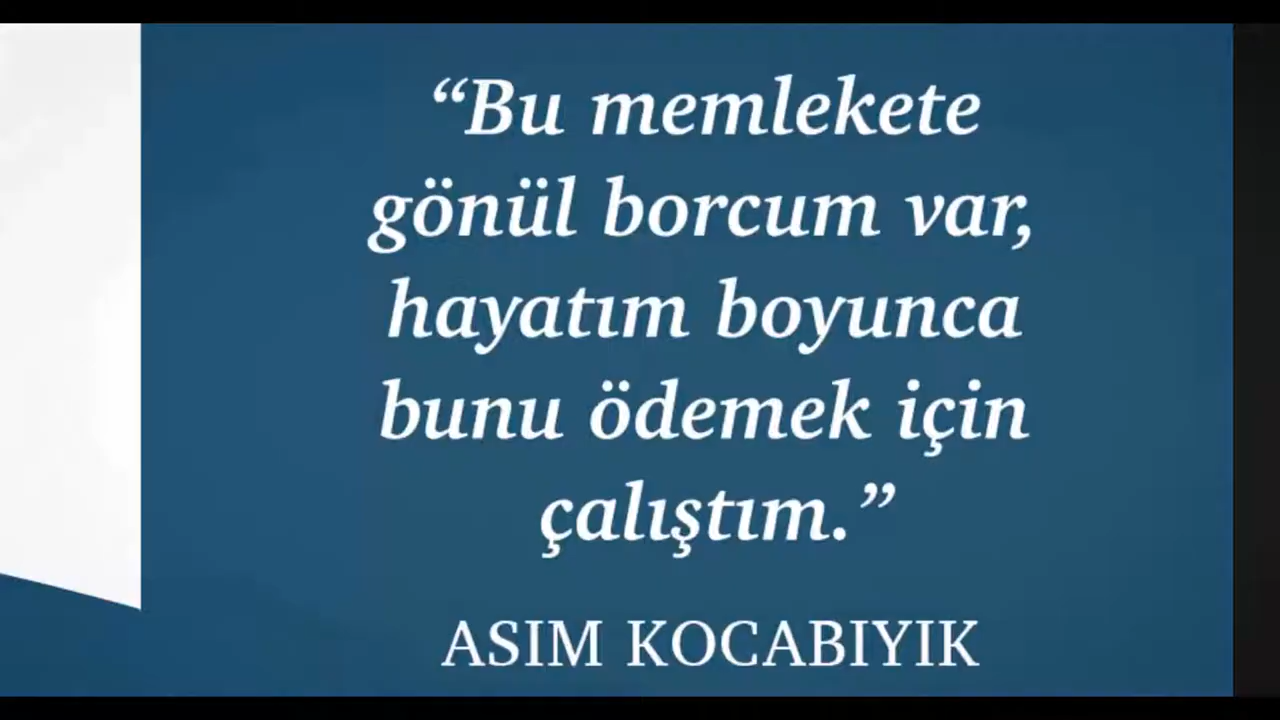 “Bu memlekete
gönül borcum var,
hayatım boyunca
bunu ödemek için
çalıştım.”
ASIM KOCABIYIK